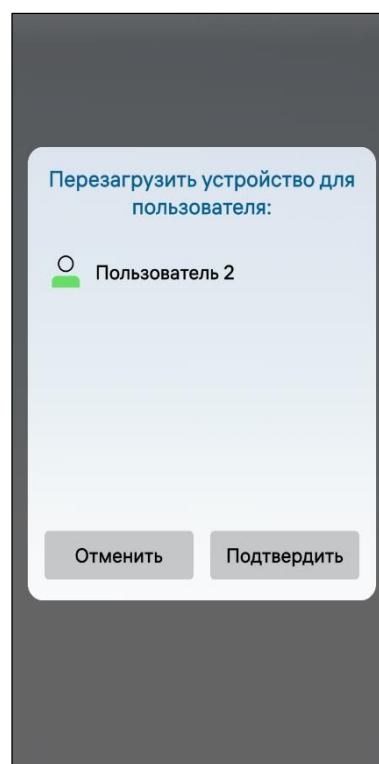 Перезагрузить устройство для
пользователя:
Пользователь 2
Отменить
Подтвердить